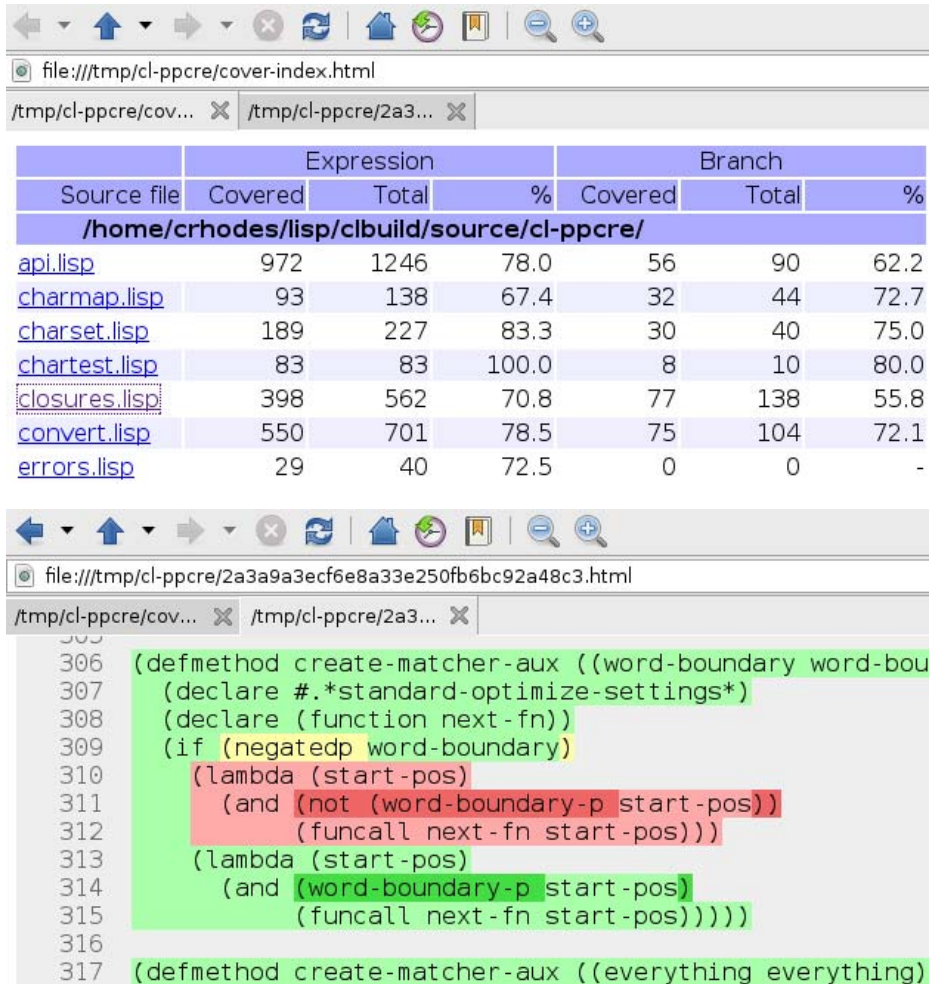 file:///tmp/cl-ppcre/cover-index.html
/tmp/cl-ppcre/cov... /tmp/cl-ppcre/2a3...
Expression Branch
Source file Covered Total % Covered Total %
/home/crhodes/lisp/clbuild/source/cl-ppcre/
api.lisp 972 1246 78.0 56 90 62.2
charmap.lisp 93 138 67.4 32 44 72.7
charset.lisp 189 227 83.3 30 40 75.0
chartest.lisp 83 83 100.0 8 10 80.0
closures.lisp 398 562 70.8 77 138 55.8
convert.lisp 550 701 78.5 75 104 72.1
errors.lisp 29 40 72.5 0 0 -
file:///tmp/cl-ppcre/2a3a9a3ecf6e8a33e250fb6bc92a48c3.html
/tmp/cl-ppcre/cov... /tmp/cl-ppcre/2a3...
305
306 (defmethod create-matcher-aux ((word-boundary word-bou
307 (declare #.*standard-optimize-settings*)
308 (declare (function next-fn))
309 (if (negatedp word-boundary)
310 (lambda (start-pos)
311 (and (not (word-boundary-p start-pos))
312 (funcall next-fn start-pos)))
313 (lambda (start-pos)
314 (and (word-boundary-p start-pos)
315 (funcall next-fn start-pos)))))
316
317 (defmethod create-matcher-aux ((everything everything)